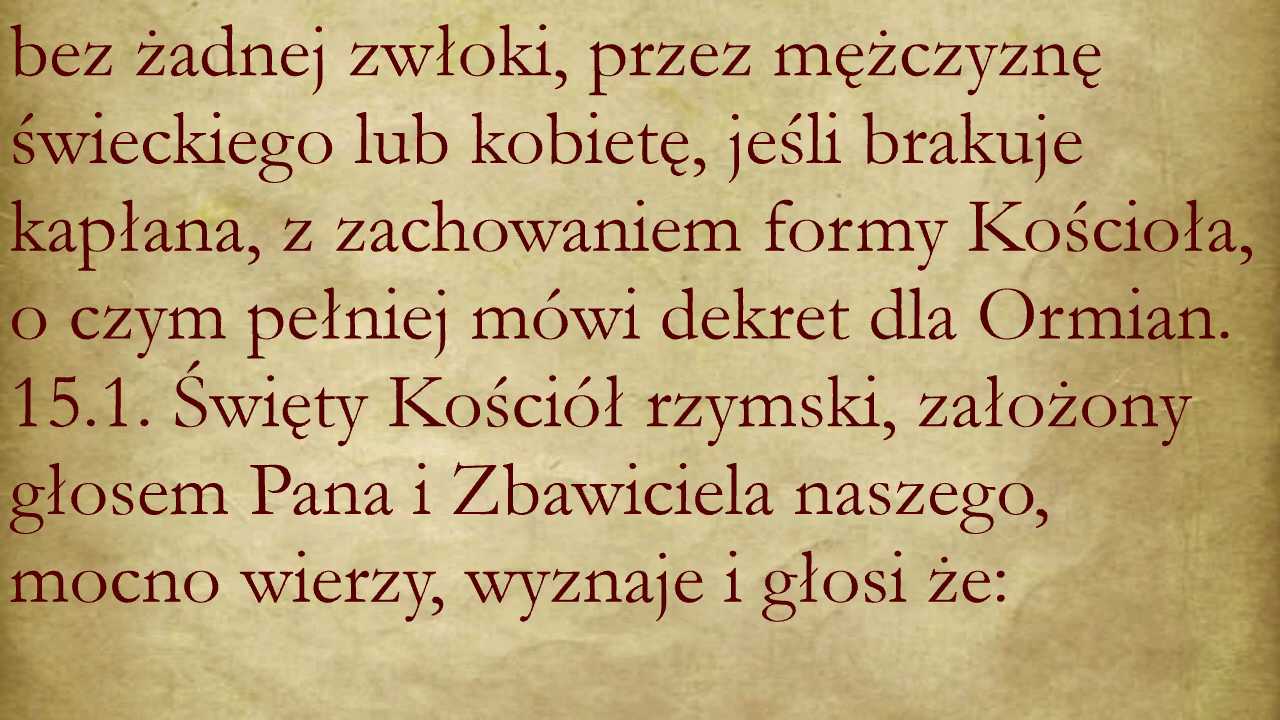 bez żadnej zwłoki, przez mężczyznę
świeckiego lub kobietę, jeśli brakuje
kapłana, z zachowaniem formy Kościoła,
o czym pełniej mówi dekret dla Ormian.
15.1. Święty Kościół rzymski, założony
głosem Pana i Zbawiciela naszego,
mocno wierzy, wyznaje i głosi że: